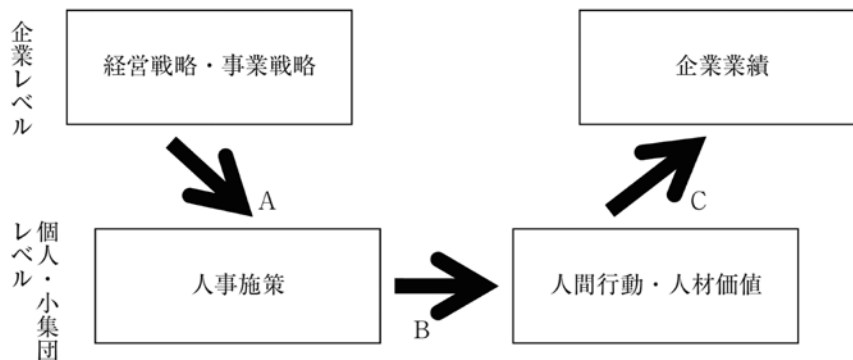 企業レベル
経営戦略・事業戦略
企業業績
A
C
個人・小集団
レベル
人事施策
人間行動・人材価値
B